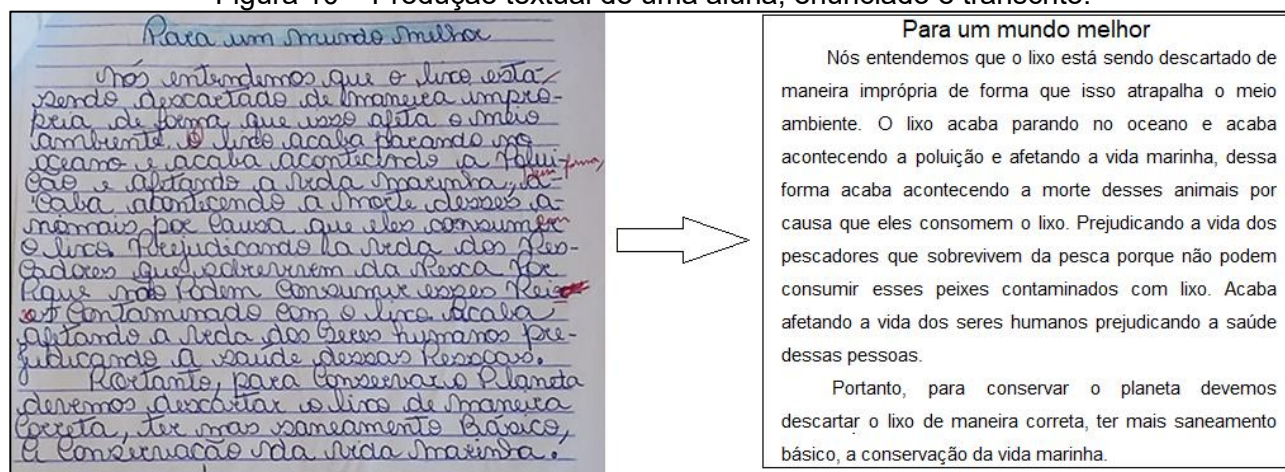 Figura 10 – Produção textual de uma aluna, enunciado e transcrito.
Para um mundo melhor
Nós entendemos que o lixo está
sendo descartado de maneira impró-
pria de forma que isso afeta o meio
ambiente. O lixo acaba parando no
oceano e acaba acontecendo a Polui-
ção e afetando a vida marinha, dessa forma, a-
caba acontecendo a morte desses a-
nimais por causa que eles consumem
o lixo Prejudicando a vida dos Pes-
cadores que sobrevivem da Pesca Por
que não Podem Consumir esses Pei
Contaminado com o lixo Acaba
afetando a vida dos Seres humanos pre-
judicando a saúde dessas Pessoas.
Portanto, para Conservar o Planeta
devemos descartar o lixo de maneira
Correta, ter mas saneamento Básico,
a Conservação da vida marinha.
Para um mundo melhor
Nós entendemos que o lixo está sendo descartado de
maneira imprópria de forma que isso atrapalha o meio
ambiente. O lixo acaba parando no oceano e acaba
acontecendo a poluição e afetando a vida marinha, dessa
forma acaba acontecendo a morte desses animais por
causa que eles consomem o lixo. Prejudicando a vida dos
pescadores que sobrevivem da pesca porque não podem
consumir esses peixes contaminados com lixo. Acaba
afetando a vida dos seres humanos prejudicando a saúde
dessas pessoas.
Portanto, para conservar o planeta devemos
descartar o lixo de maneira correta, ter mais saneamento
básico, a conservação da vida marinha.